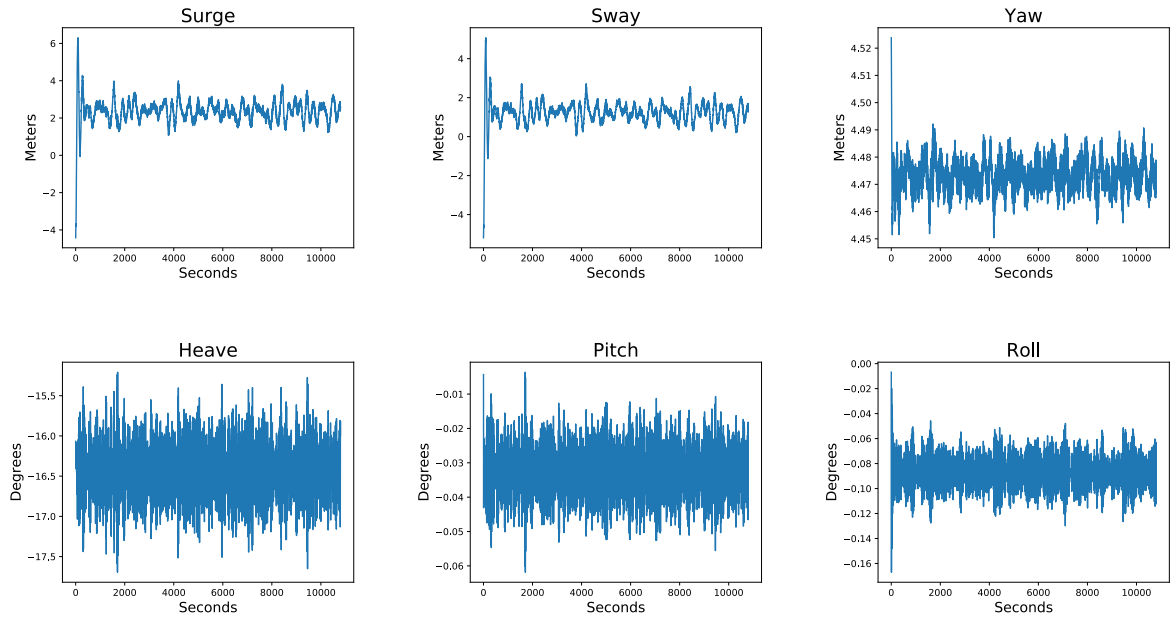 Surge
Meters
6
4
2
0
−2
−4
0 2000 4000 6000 8000 10000
Seconds
Sway
Meters
4
2
0
−2
−4
0 2000 4000 6000 8000 10000
Seconds
Yaw
Meters
4.52
4.51
4.50
4.49
4.48
4.47
4.46
4.45
0 2000 4000 6000 8000 10000
Seconds
Heave
Degrees
−15.5
−16.0
−16.5
−17.0
−17.5
0 2000 4000 6000 8000 10000
Seconds
Pitch
Degrees
−0.01
−0.02
−0.03
−0.04
−0.05
−0.06
0 2000 4000 6000 8000 10000
Seconds
Roll
Degrees
0.00
−0.02
−0.04
−0.06
−0.08
−0.10
−0.12
−0.14
−0.16
0 2000 4000 6000 8000 10000
Seconds